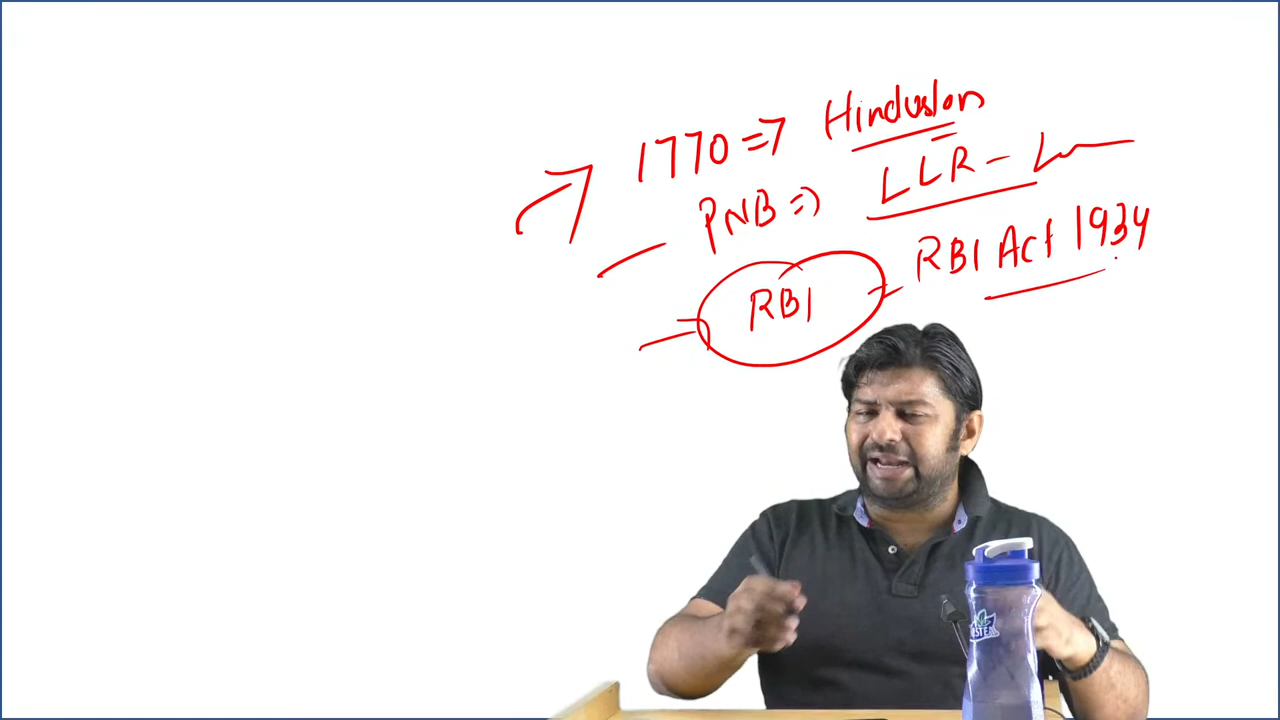 1770 => Hindustan
PNB => LLR -
RBI - RBI Act 1934